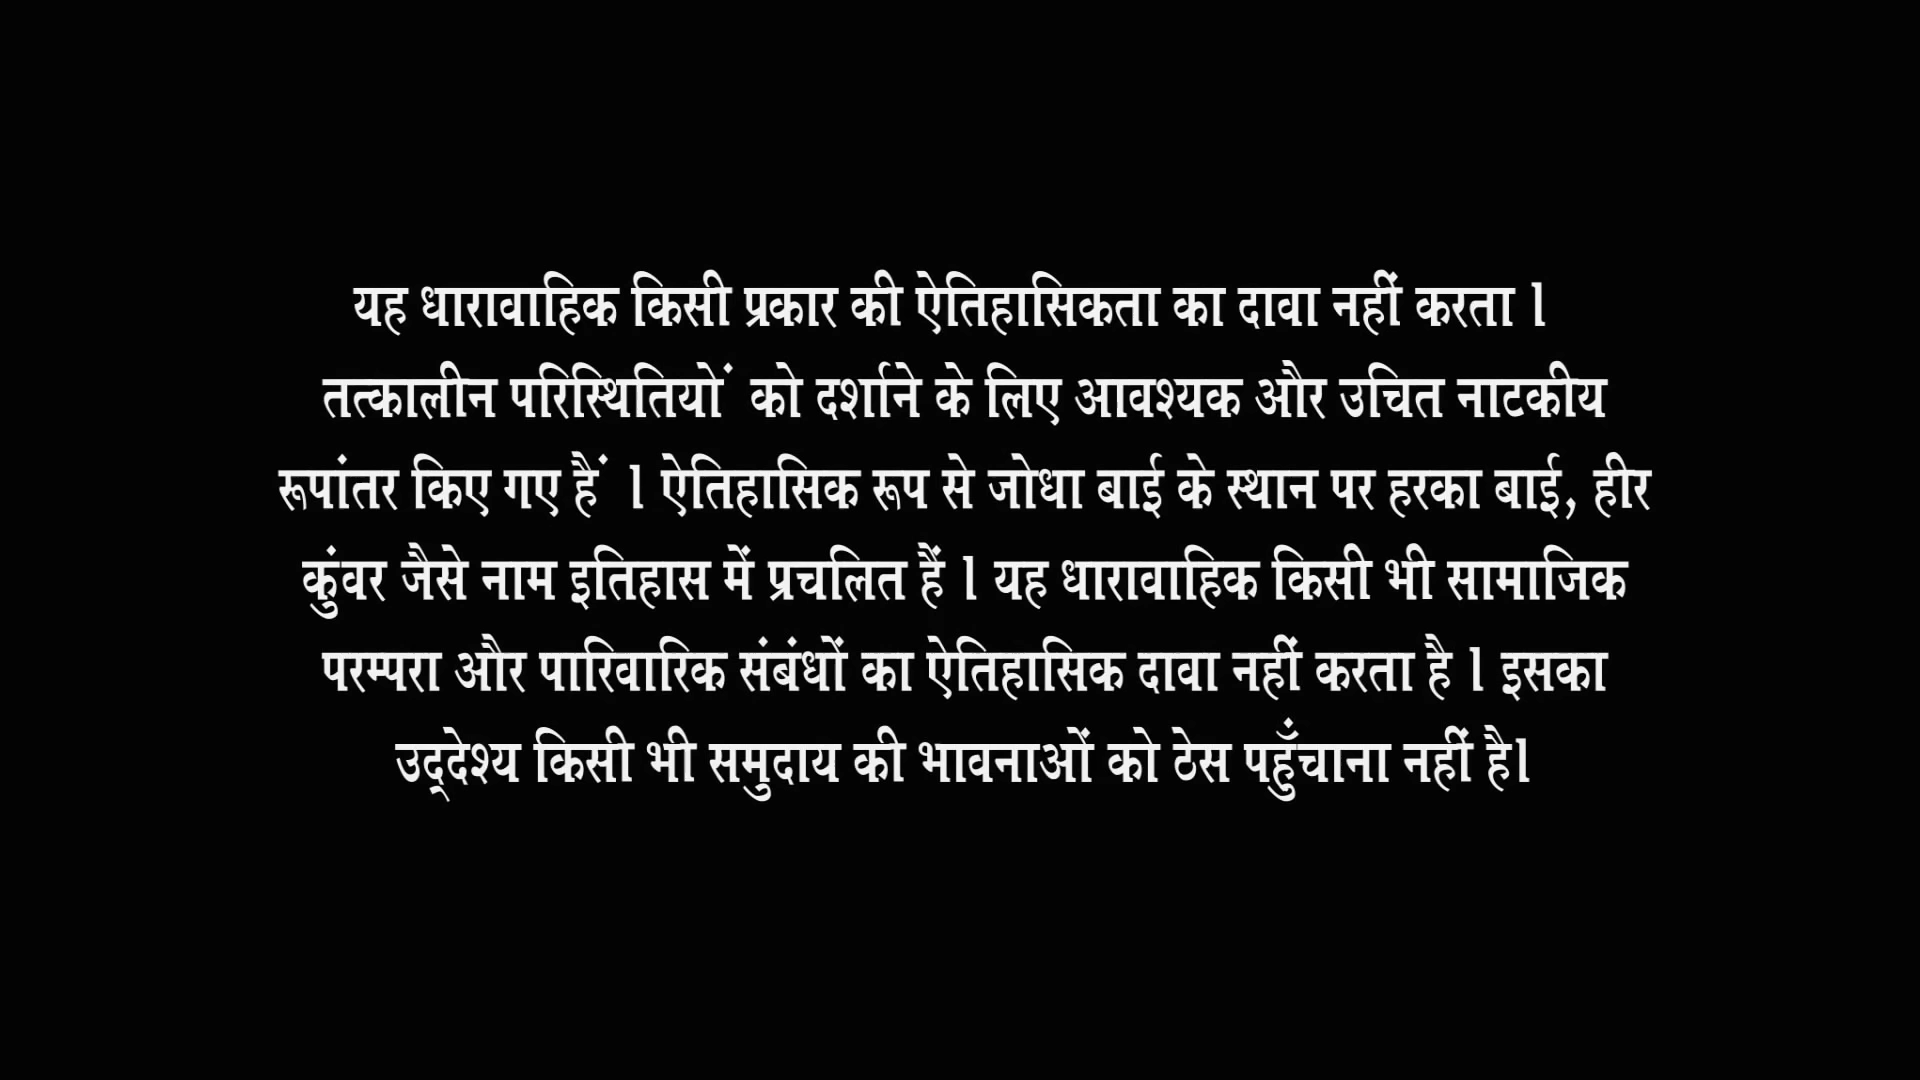 यह धारावाहिक किसी प्रकार की ऐतिहासिकता का दावा नहीं करता ।
तत्कालीन परिस्थितियों को दर्शाने के लिए आवश्यक और उचित नाटकीय
रूपांतर किए गए हैं । ऐतिहासिक रूप से जोधा बाई के स्थान पर हरका बाई, हीर
कुंवर जैसे नाम इतिहास में प्रचलित हैं । यह धारावाहिक किसी भी सामाजिक
परम्परा और पारिवारिक संबंधों का ऐतिहासिक दावा नहीं करता है । इसका
उद्देश्य किसी भी समुदाय की भावनाओं को ठेस पहुँचाना नहीं है।